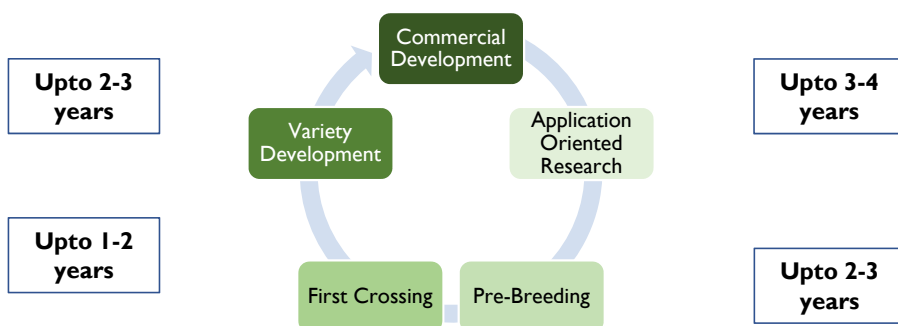 Commercial
Development
Upto 2-3
years
Upto 3-4
years
Variety
Development
Application
Oriented
Research
Upto 1-2
years
First Crossing
Pre-Breeding
Upto 2-3
years